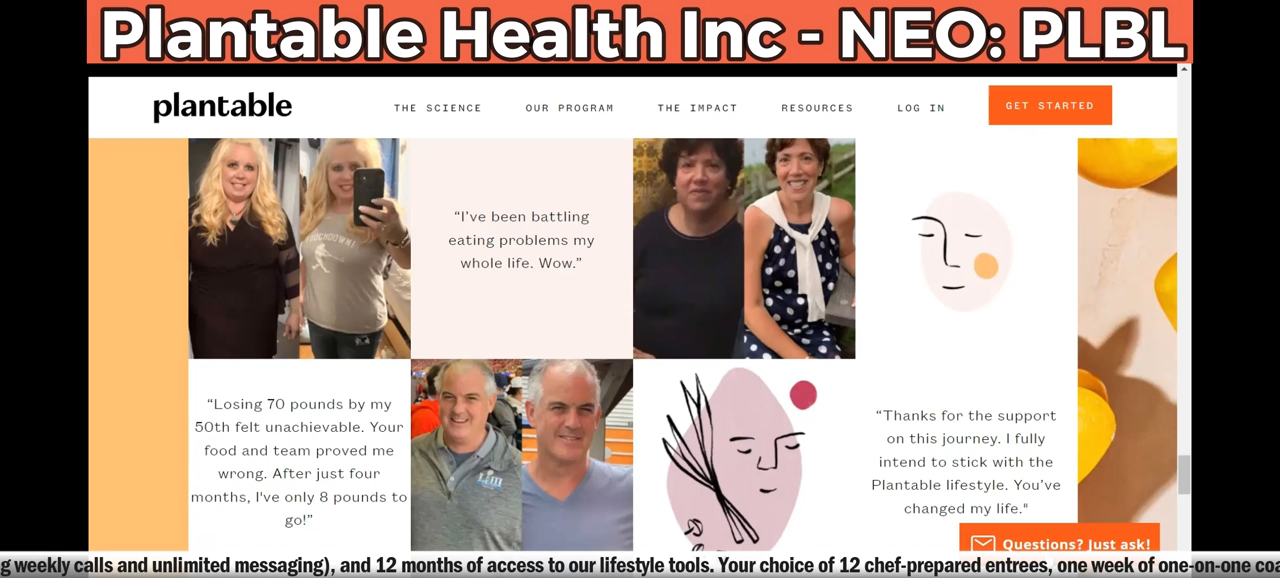 Plantable Health Inc - NEO: PLBL
plantable
THE SCIENCE
OUR PROGRAM
THE IMPACT
RESOURCES
LOG IN
GET STARTED
“I’ve been battling
eating problems my
whole life. Wow.”
TOUCHDOWN!
“Losing 70 pounds by my
50th felt unachievable. Your
food and team proved me
wrong. After just four
months, I've only 8 pounds to
go!”
LIII
“Thanks for the support
on this journey. I fully
intend to stick with the
Plantable lifestyle. You’ve
changed my life."
Questions? Just ask!
g weekly calls and unlimited messaging), and 12 months of access to our lifestyle tools. Your choice of 12 chef-prepared entrees, one week of one-on-one coa